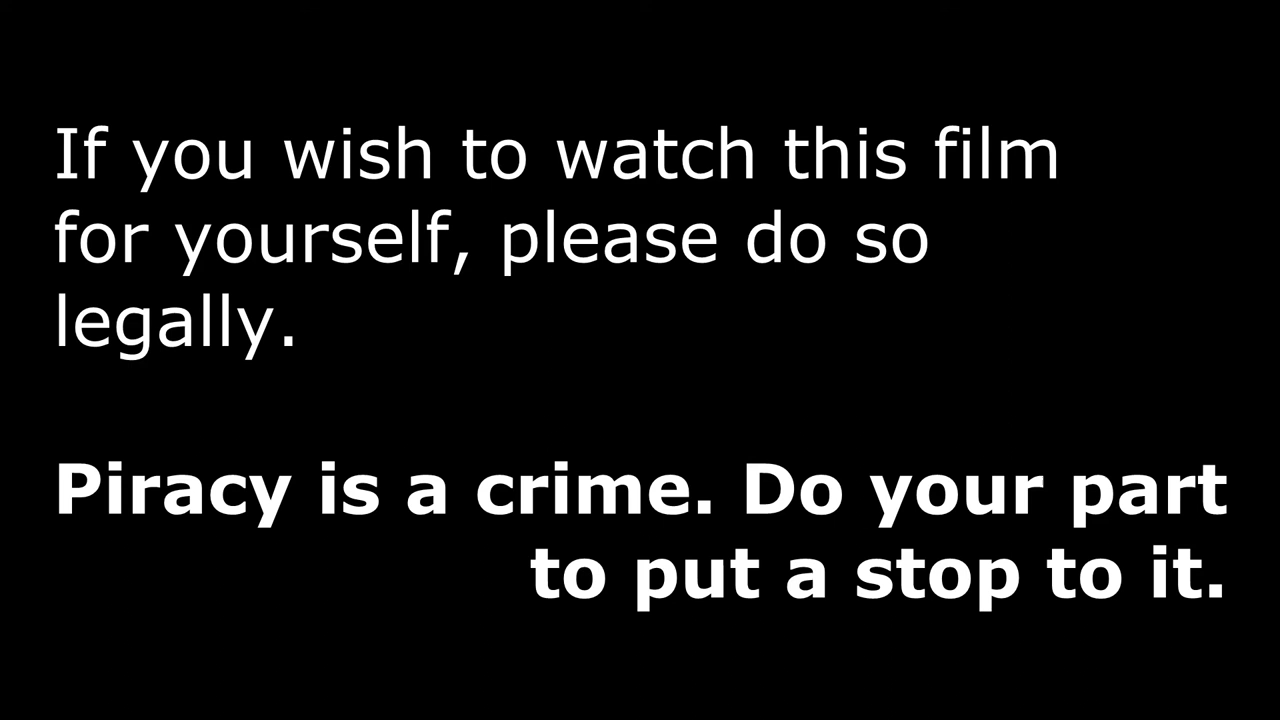 If you wish to watch this film
for yourself, please do so
legally.
Piracy is a crime. Do your part
to put a stop to it.